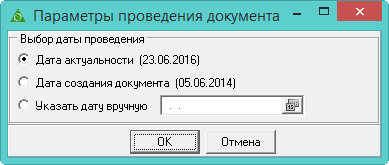 Параметры проведения документа
Выбор даты проведения
Дата актуальности (23.06.2016)
Дата создания документа (05.06.2014)
Указать дату вручную . .
OK Отмена